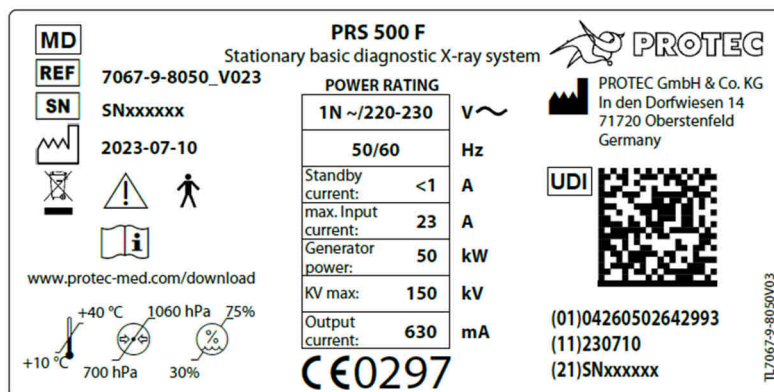 PRS 500 F
Stationary basic diagnostic X-ray system
MD
REF 7067-9-8050_V023
SN SNxxxxxx
2023-07-10
i
www.protec-med.com/download
+40 °C
+10 °C
1060 hPa
700 hPa
75%
%
30%
POWER RATING
1N ~/220-230 V~
50/60 Hz
Standby current: <1 A
max. Input current: 23 A
Generator power: 50 kW
KV max: 150 kV
Output current: 630 mA
CE0297
PROTEC
PROTEC GmbH & Co. KG
In den Dorfwiesen 14
71720 Oberstenfeld
Germany
UDI
(01)04260502642993
(11)230710
(21)SNxxxxxx
TL7067-9-8050V03